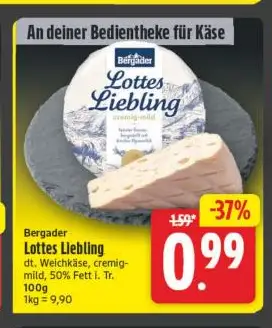 An deiner Bedientheke für Käse
Bergader
Lottes
Liebling
cremig-mild
-37%
1.59*
0.99
Bergader
Lottes Liebling
dt. Weichkäse, cremig-
mild, 50% Fett i. Tr.
100g
1kg = 9,90